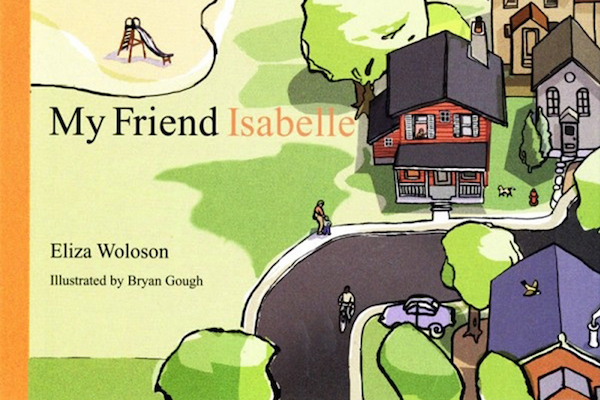 My Friend Isabelle
Eliza Woloson
Illustrated by Bryan Gough